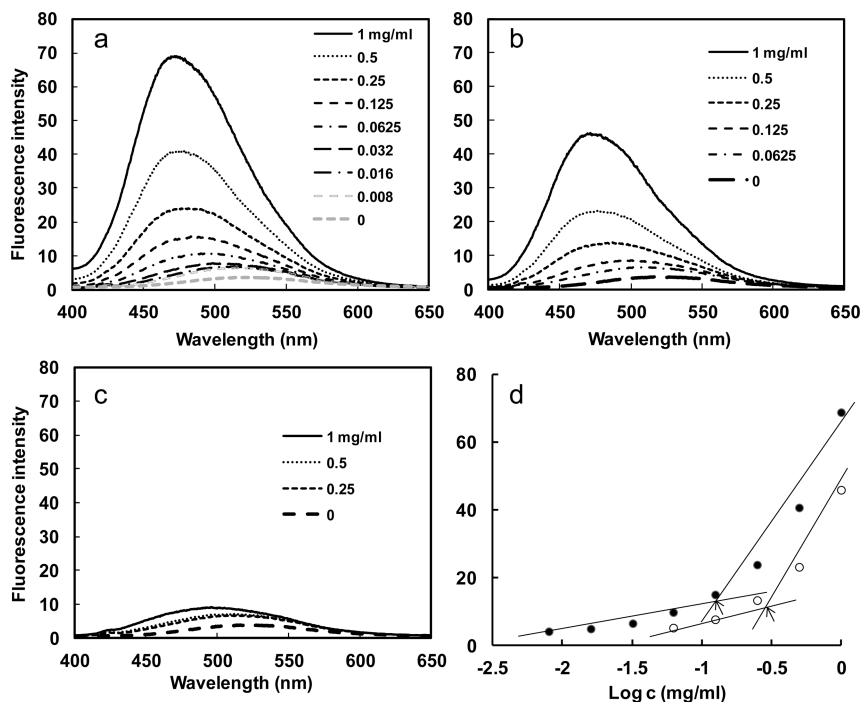 a
80
70
60
50
40
30
20
10
0
Fluorescence intensity
1 mg/ml
0.5
0.25
0.125
0.0625
0.032
0.016
0.008
0
400 450 500 550 600 650
Wavelength (nm)
b
80
70
60
50
40
30
20
10
0
1 mg/ml
0.5
0.25
0.125
0.0625
0
400 450 500 550 600 650
Wavelength (nm)
c
80
70
60
50
40
30
20
10
0
Fluorescence intensity
1 mg/ml
0.5
0.25
0
400 450 500 550 600 650
Wavelength (nm)
d
80
60
40
20
0
-2.5 -2 -1.5 -1 -0.5 0
Log c (mg/ml)